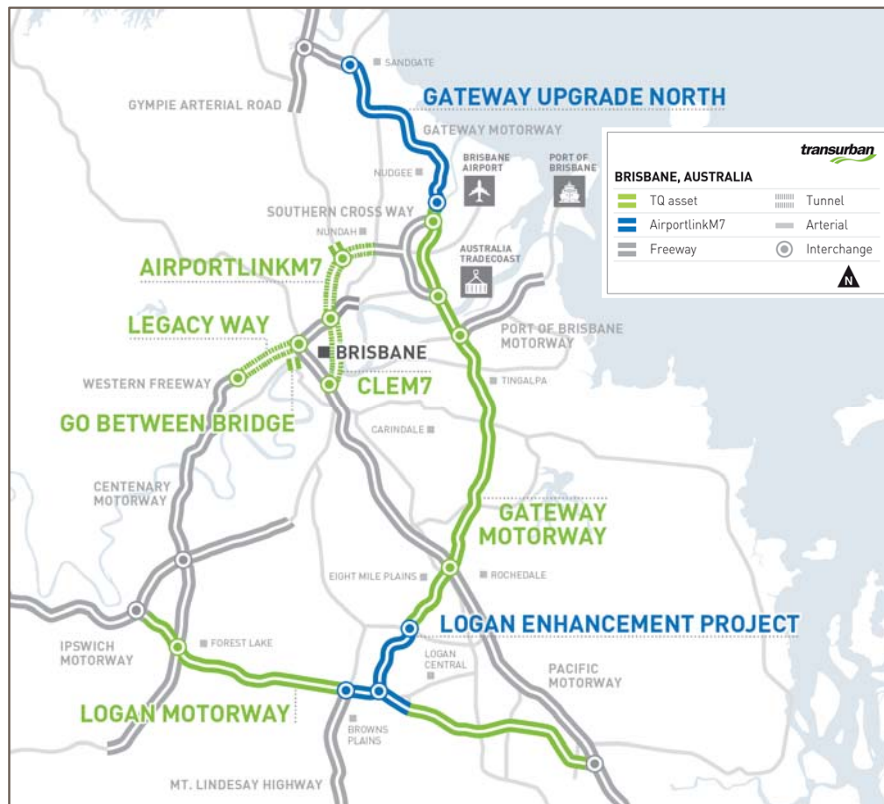 SANDGATE
GATEWAY UPGRADE NORTH
GYMPIE ARTERIAL ROAD
GATEWAY MOTORWAY
transurban
BRISBANE
AIRPORT
PORT OF
BRISBANE
BRISBANE, AUSTRALIA
NUDGEE
TQ asset
Tunnel
SOUTHERN CROSS WAY
AirportlinkM7
Arterial
NUNDAH
Freeway
Interchange
AUSTRALIA
TRADECOAST
N
AIRPORTLINKM7
LEGACY WAY
PORT OF BRISBANE
MOTORWAY
BRISBANE
WESTERN FREEWAY
CLEM7
TINGALPA
GO BETWEEN BRIDGE
CARINDALE
CENTENARY
MOTORWAY
GATEWAY
MOTORWAY
EIGHT MILE PLAINS
ROCHEDALE
LOGAN ENHANCEMENT PROJECT
IPSWICH
MOTORWAY
FOREST LAKE
LOGAN
CENTRAL
PACIFIC
MOTORWAY
LOGAN MOTORWAY
BROWNS
PLAINS
MT. LINDESAY HIGHWAY